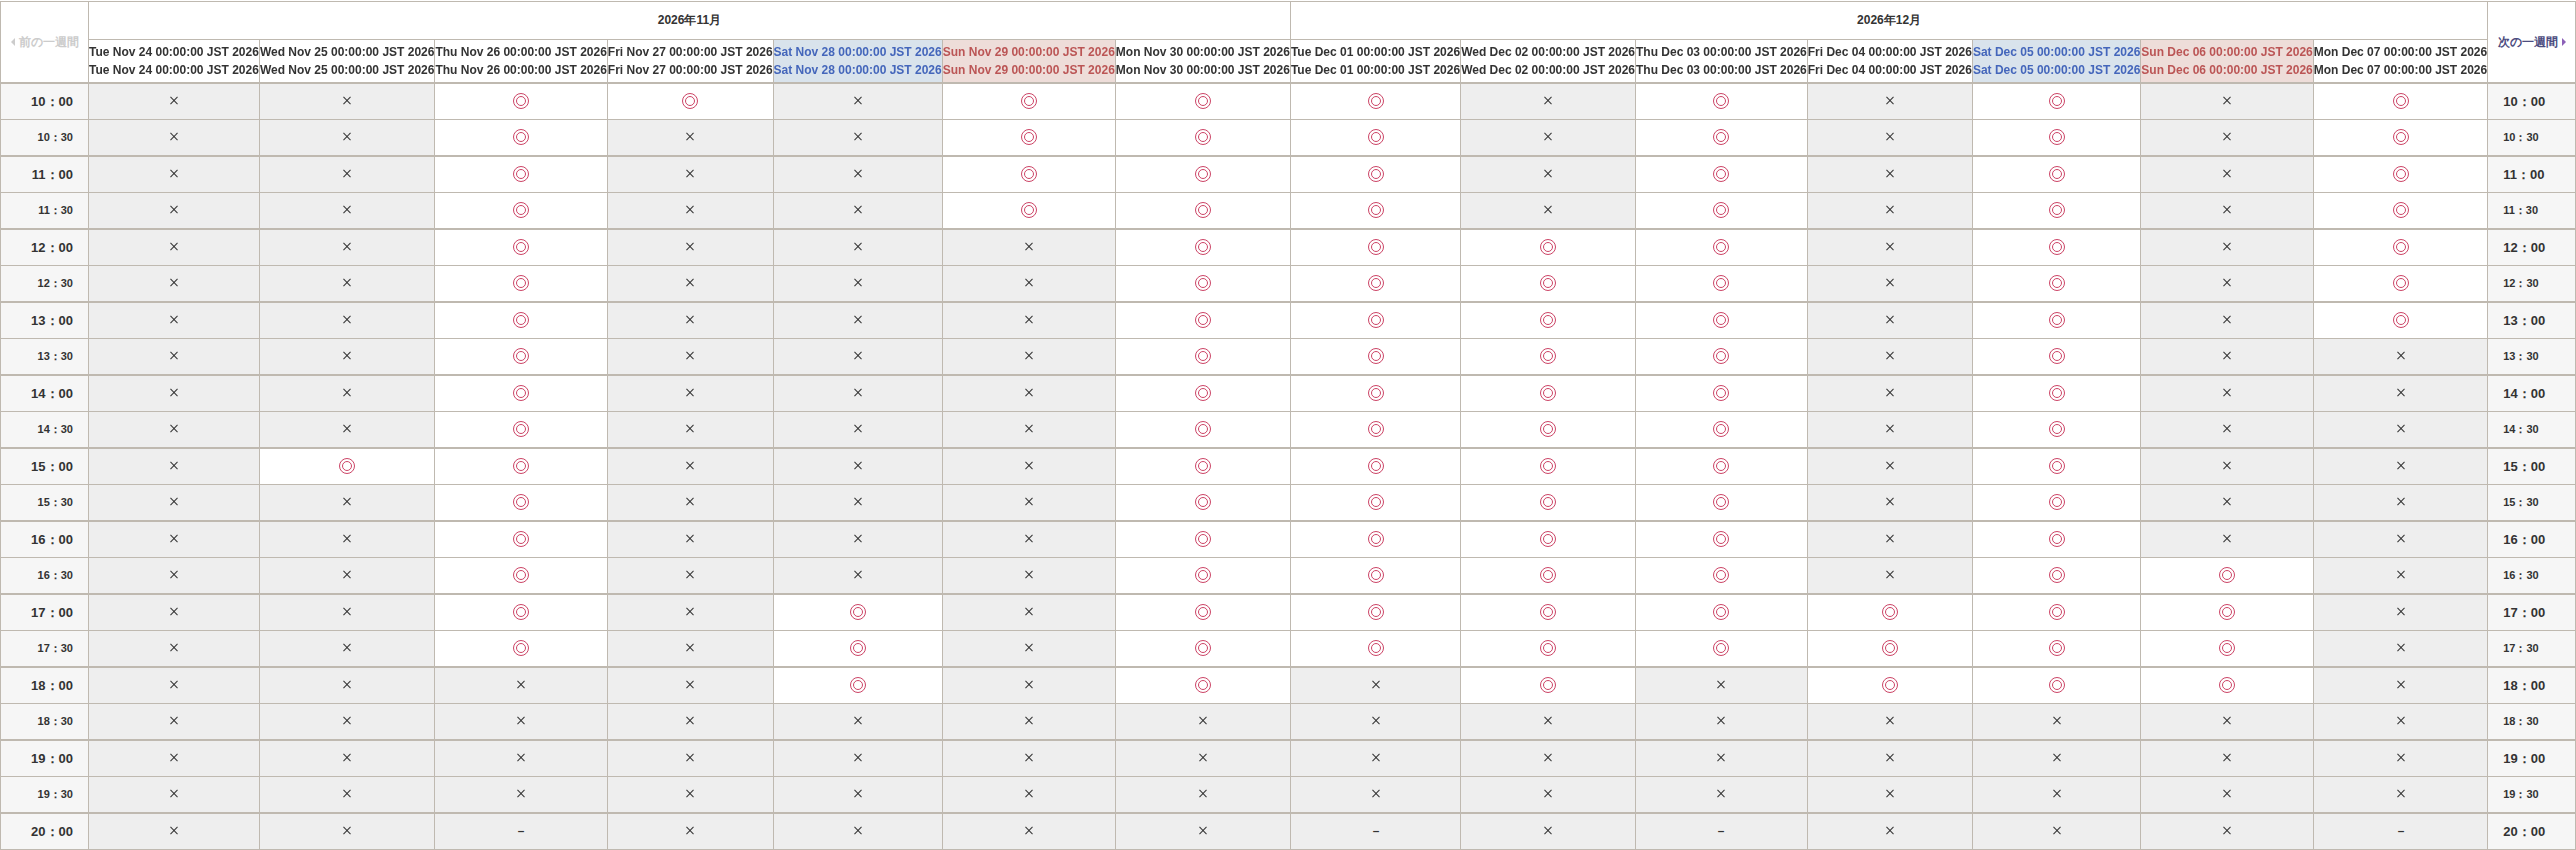 前の一週間 2026年11月 2026年12月 次の一週間
Tue Nov 24 00:00:00 JST 2026 Wed Nov 25 00:00:00 JST 2026 Thu Nov 26 00:00:00 JST 2026 Fri Nov 27 00:00:00 JST 2026 Sat Nov 28 00:00:00 JST 2026 Sun Nov 29 00:00:00 JST 2026 Mon Nov 30 00:00:00 JST 2026 Tue Dec 01 00:00:00 JST 2026 Wed Dec 02 00:00:00 JST 2026 Thu Dec 03 00:00:00 JST 2026 Fri Dec 04 00:00:00 JST 2026 Sat Dec 05 00:00:00 JST 2026 Sun Dec 06 00:00:00 JST 2026 Mon Dec 07 00:00:00 JST 2026
Tue Nov 24 00:00:00 JST 2026 Wed Nov 25 00:00:00 JST 2026 Thu Nov 26 00:00:00 JST 2026 Fri Nov 27 00:00:00 JST 2026 Sat Nov 28 00:00:00 JST 2026 Sun Nov 29 00:00:00 JST 2026 Mon Nov 30 00:00:00 JST 2026 Tue Dec 01 00:00:00 JST 2026 Wed Dec 02 00:00:00 JST 2026 Thu Dec 03 00:00:00 JST 2026 Fri Dec 04 00:00:00 JST 2026 Sat Dec 05 00:00:00 JST 2026 Sun Dec 06 00:00:00 JST 2026 Mon Dec 07 00:00:00 JST 2026
10：00 × × ◎ ◎ × ◎ ◎ ◎ × ◎ × ◎ × ◎ 10：00
10：30 × × ◎ × × ◎ ◎ ◎ × ◎ × ◎ × ◎ 10：30
11：00 × × ◎ × × ◎ ◎ ◎ × ◎ × ◎ × ◎ 11：00
11：30 × × ◎ × × ◎ ◎ ◎ × ◎ × ◎ × ◎ 11：30
12：00 × × ◎ × × × ◎ ◎ ◎ ◎ × ◎ × ◎ 12：00
12：30 × × ◎ × × × ◎ ◎ ◎ ◎ × ◎ × ◎ 12：30
13：00 × × ◎ × × × ◎ ◎ ◎ ◎ × ◎ × ◎ 13：00
13：30 × × ◎ × × × ◎ ◎ ◎ ◎ × ◎ × × 13：30
14：00 × × ◎ × × × ◎ ◎ ◎ ◎ × ◎ × × 14：00
14：30 × × ◎ × × × ◎ ◎ ◎ ◎ × ◎ × × 14：30
15：00 × ◎ ◎ × × × ◎ ◎ ◎ ◎ × ◎ × × 15：00
15：30 × × ◎ × × × ◎ ◎ ◎ ◎ × ◎ × × 15：30
16：00 × × ◎ × × × ◎ ◎ ◎ ◎ × ◎ × × 16：00
16：30 × × ◎ × × × ◎ ◎ ◎ ◎ × ◎ ◎ × 16：30
17：00 × × ◎ × ◎ × ◎ ◎ ◎ ◎ ◎ ◎ ◎ × 17：00
17：30 × × ◎ × ◎ × ◎ ◎ ◎ ◎ ◎ ◎ ◎ × 17：30
18：00 × × × × ◎ × ◎ × ◎ × ◎ ◎ ◎ × 18：00
18：30 × × × × × × × × × × × × × × 18：30
19：00 × × × × × × × × × × × × × × 19：00
19：30 × × × × × × × × × × × × × × 19：30
20：00 × × － × × × × － × － × × × － 20：00